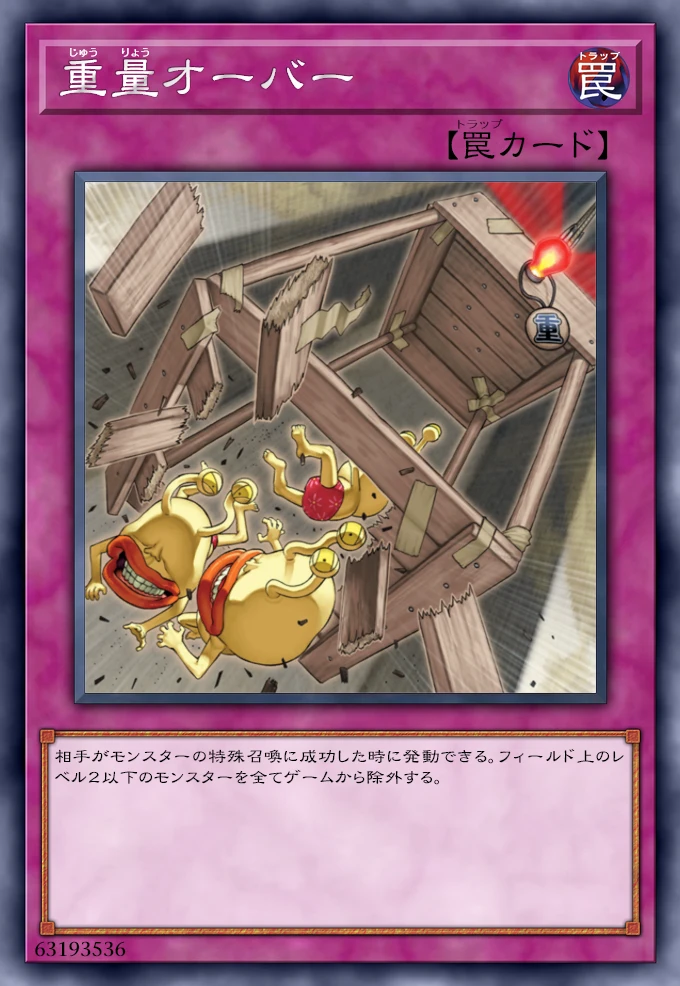 じゅう りょう
重量オーバー
トラップ
罠
トラップ
【罠カード】
重
相手がモンスターの特殊召喚に成功した時に発動できる。フィールド上のレ
ベル2以下のモンスターを全てゲームから除外する。
63193536